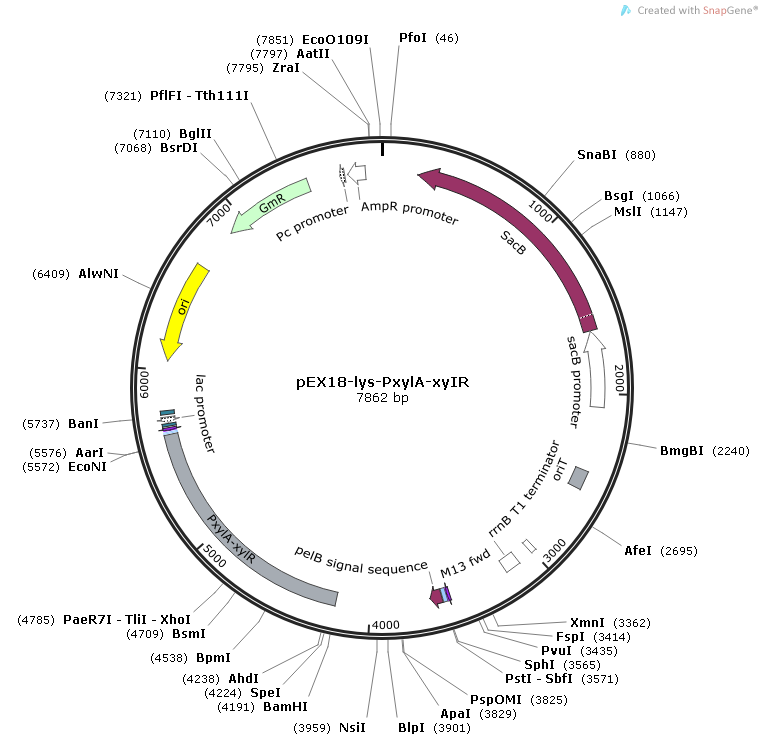 Created with SnapGene®
(7851) EcoO109I
PfoI (46)
(7797) AatII
(7795) ZraI
(7321) PflFI - Tth111I
(7110) BglII
(7068) BsrDI
SnaBI (880)
BsgI (1066)
MslI (1147)
GmR
7000
Pc promoter
AmpR promoter
1000
SacB
(6409) AlwNI
ori
sacB promoter
6000
2000
pEX18-lys-PxylA-xylR
7862 bp
lac promoter
(5737) BanI
(5576) AarI
(5572) EcoNI
BmgBI (2240)
oriT
rrnB T1 terminator
PxylA-xylR
5000
pelB signal sequence
M13 fwd
3000
AfeI (2695)
4000
(4785) PaeR7I - TliI - XhoI
(4709) BsmI
(4538) BpmI
(4238) AhdI
(4224) SpeI
(4191) BamHI
(3959) NsiI
XmnI (3362)
FspI (3414)
PvuI (3435)
SphI (3565)
PstI - SbfI (3571)
PspOMI (3825)
ApaI (3829)
BlpI (3901)